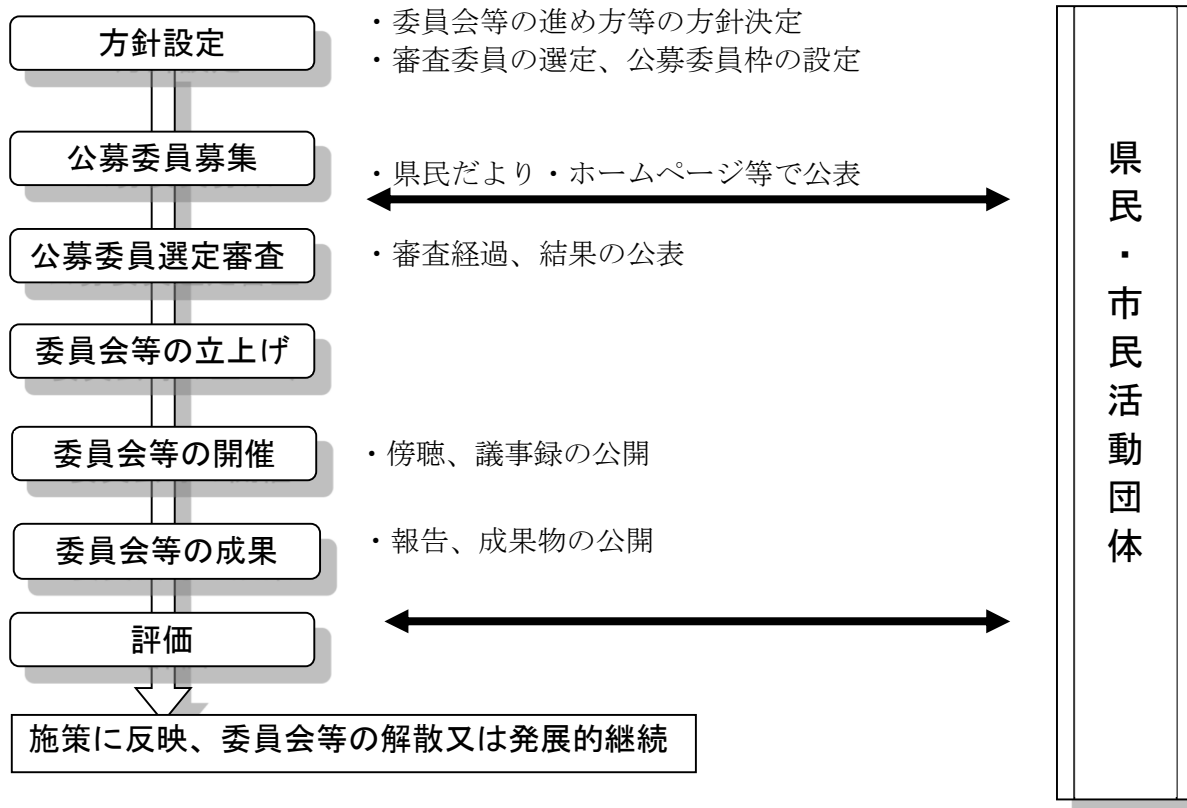 方針設定
・委員会等の進め方等の方針決定
・審査委員の選定、公募委員枠の設定
公募委員募集
・県民だより・ホームページ等で公表
公募委員選定審査
・審査経過、結果の公表
委員会等の立上げ
委員会等の開催
・傍聴、議事録の公開
委員会等の成果
・報告、成果物の公開
評価
施策に反映、委員会等の解散又は発展的継続
県民・市民活動団体